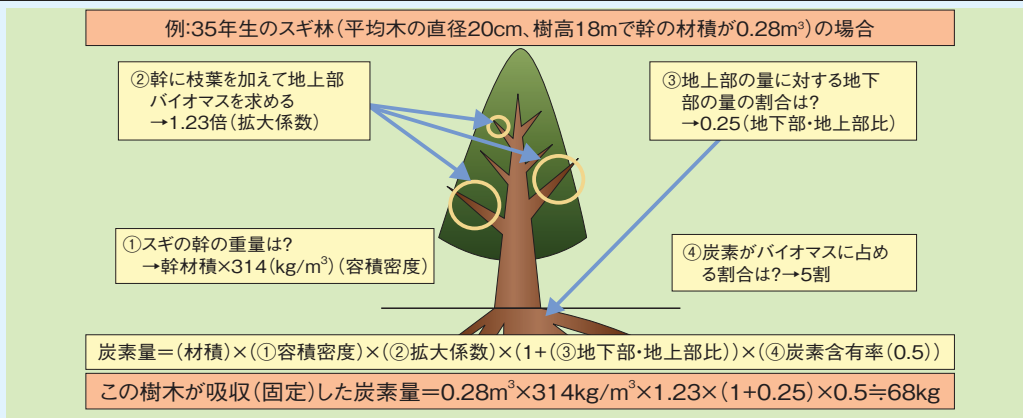 例:35年生のスギ林(平均木の直径20cm、樹高18mで幹の材積が0.28m³)の場合
②幹に枝葉を加えて地上部
バイオマスを求める
→1.23倍(拡大係数)
③地上部の量に対する地下
部の量の割合は?
→0.25(地下部・地上部比)
①スギの幹の重量は?
→幹材積×314(kg/m³)(容積密度)
④炭素がバイオマスに占め
る割合は?→5割
炭素量=(材積)×(①容積密度)×(②拡大係数)×(1+(③地下部・地上部比))×(④炭素含有率(0.5))
この樹木が吸収(固定)した炭素量=0.28m³×314kg/m³×1.23×(1+0.25)×0.5≒68kg